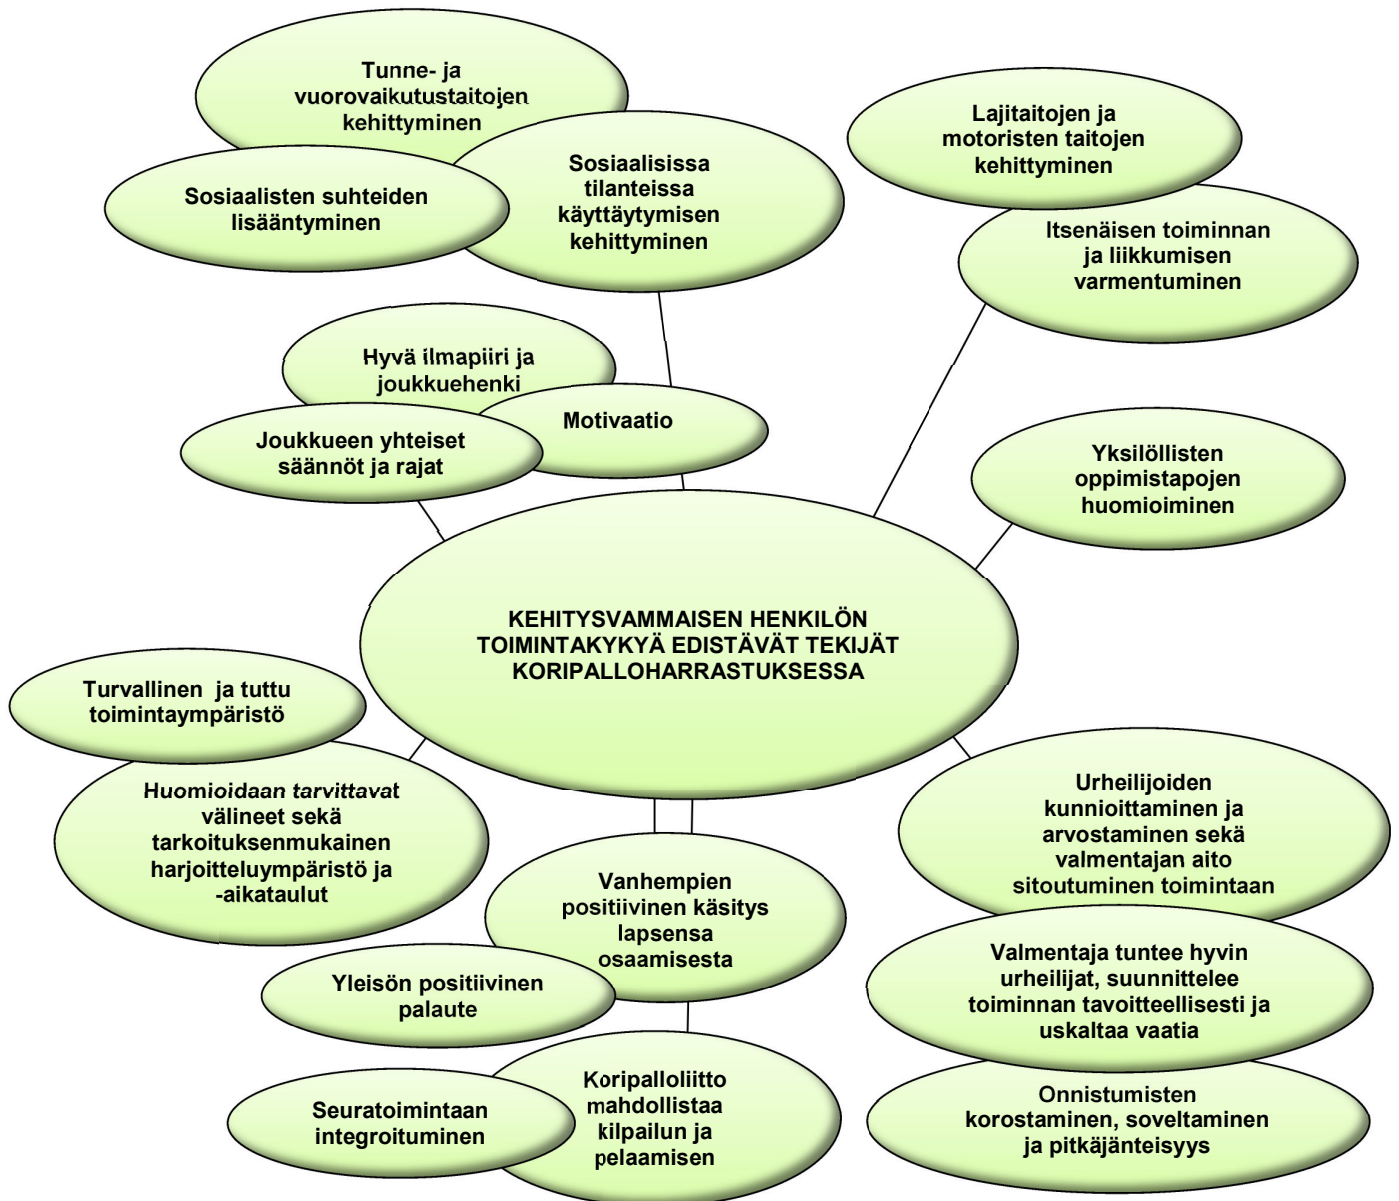 Tunne- ja
vuorovaikutustaitojen
kehittyminen
Sosiaalisten suhteiden
lisääntyminen
Sosiaalisissa
tilanteissa
käyttäytymisen
kehittyminen
Lajitaitojen ja
motoristen taitojen
kehittyminen
Itsenäisen toiminnan
ja liikkumisen
varmentuminen
Hyvä ilmapiiri ja
joukkuehenki
Motivaatio
Joukkueen yhteiset
säännöt ja rajat
Yksilöllisten
oppimistapojen
huomioiminen
KEHITYSVAMMAISEN HENKILÖN
TOIMINTAKYKYÄ EDISTÄVÄT TEKIJÄT
KORIPALLOHARRASTUKSESSA
Turvallinen ja tuttu
toimintaympäristö
Huomioidaan tarvittavat
välineet sekä
tarkoituksenmukainen
harjoitteluympäristö ja
-aikataulut
Vanhempien
positiivinen käsitys
lapsensa
osaamisesta
Yleisön positiivinen
palaute
Koripalloliitto
mahdollistaa
kilpailun ja
pelaamisen
Seuratoimintaan
integroituminen
Urheilijoiden
kunnioittaminen ja
arvostaminen sekä
valmentajan aito
sitoutuminen toimintaan
Valmentaja tuntee hyvin
urheilijat, suunnittelee
toiminnan tavoitteellisesti ja
uskaltaa vaatia
Onnistumisten
korostaminen, soveltaminen
ja pitkäjänteisyys